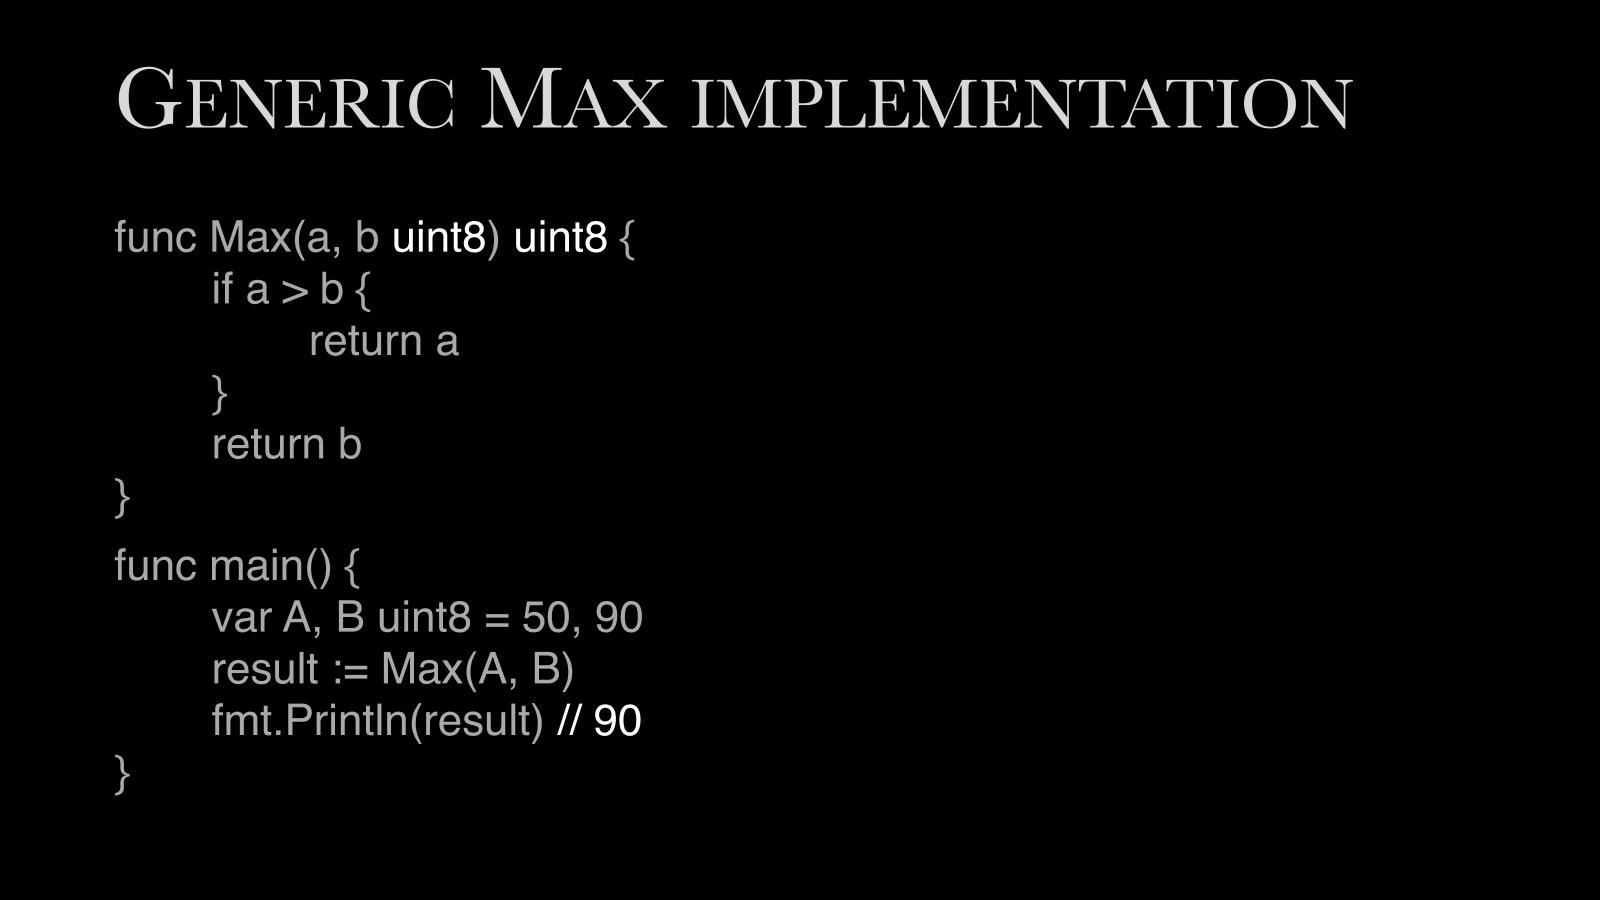 Generic Max implementation
func Max(a, b uint8) uint8 {
if a > b {
return a
}
return b
}
func main() {
var A, B uint8 = 50, 90
result := Max(A, B)
fmt.Println(result) // 90
}